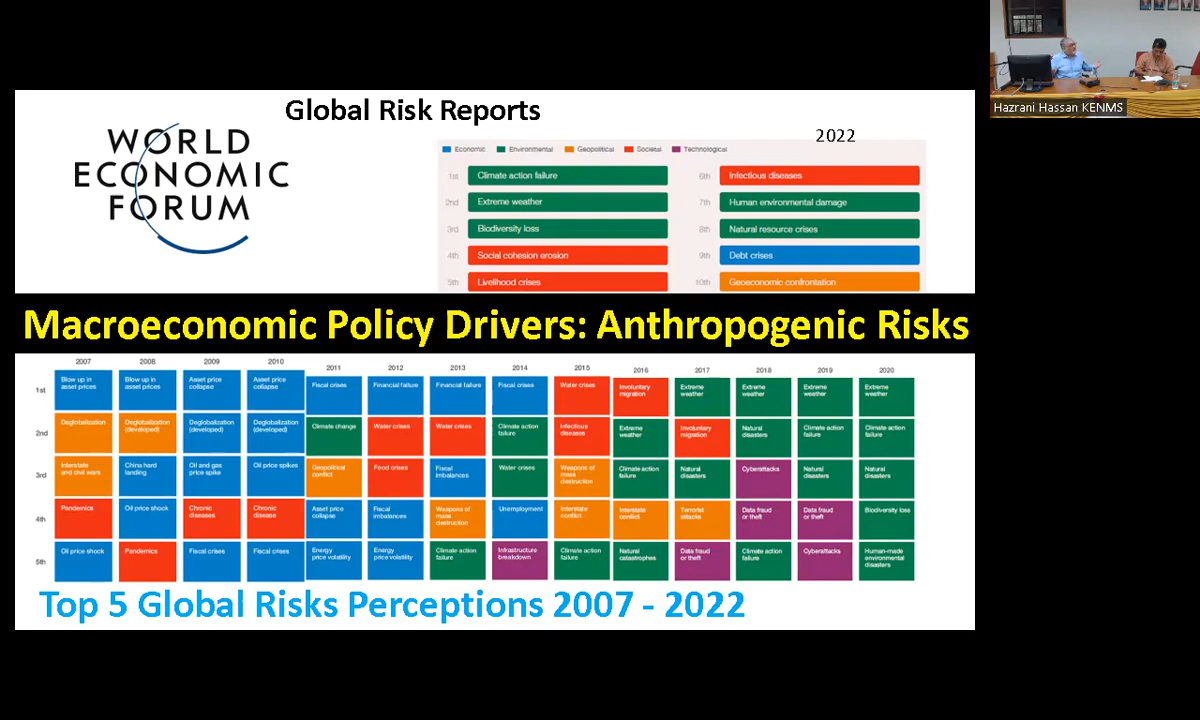 Global Risk Reports
WORLD
ECONOMIC
FORUM
2022
Economic Environmental Geopolitical Societal Technological
1st Climate action failure 6th Infectious diseases
2nd Extreme weather 7th Human environmental damage
3rd Biodiversity loss 8th Natural resource crises
4th Social cohesion erosion 9th Debt crises
5th Livelihood crises 10th Geoeconomic confrontation
Macroeconomic Policy Drivers: Anthropogenic Risks
2007 2008 2009 2010 2011 2012 2013 2014 2015 2016 2017 2018 2019 2020
1st
Blow up in
asset prices
Blow up in
asset prices
Asset price
collapse
Asset price
collapse
Fiscal crises
Financial failure
Financial failure
Fiscal crises
Water crises
Involuntary
migration
Extreme
weather
Extreme
weather
Extreme
weather
Extreme
weather
2nd
Deglobalization
Deglobalization
(developed)
Deglobalization
(developed)
Deglobalization
(developed)
Climate change
Water crises
Water crises
Climate action
failure
Infectious
diseases
Extreme
weather
Involuntary
migration
Natural
disasters
Climate action
failure
Climate action
failure
3rd
Interstate
and civil wars
China hard
landing
Oil and gas
price spike
Oil price spikes
Geopolitical
conflict
Food crises
Fiscal
imbalances
Water crises
Weapons of
mass
destruction
Climate action
failure
Natural
disasters
Cyberattacks
Natural
disasters
Natural
disasters
4th
Pandemics
Oil price shock
Chronic
diseases
Chronic
disease
Asset price
collapse
Fiscal
imbalances
Weapons of
mass
destruction
Unemployment
Interstate
conflict
Interstate
conflict
Terrorist
attacks
Data fraud
or theft
Data fraud
or theft
Biodiversity loss
5th
Oil price shock
Pandemics
Fiscal crises
Fiscal crises
Energy
price volatility
Energy
price volatility
Climate action
failure
Infrastructure
breakdown
Climate action
failure
Natural
catastrophes
Data fraud
or theft
Climate action
failure
Cyberattacks
Human-made
environmental
disasters
Top 5 Global Risks Perceptions 2007 - 2022
Hazrani Hassan KENMS